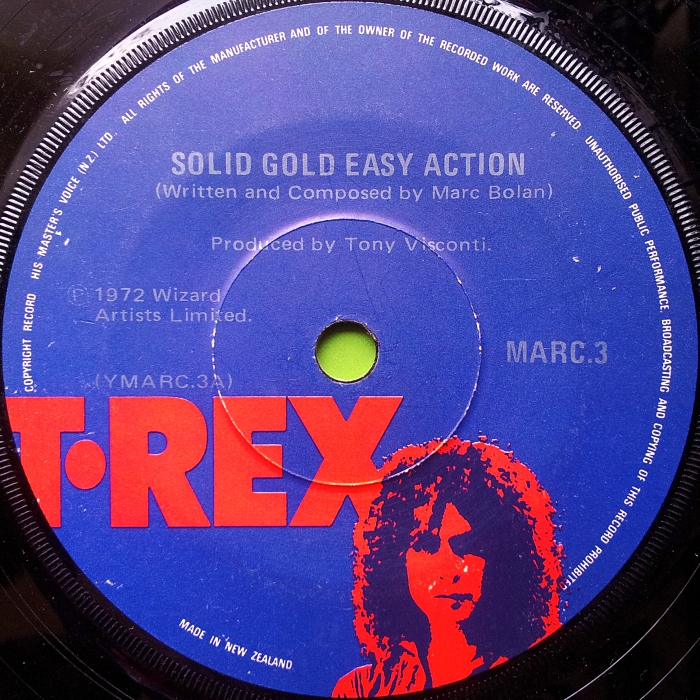 COPYRIGHT RECORD HIS MASTER'S VOICE (N Z) LTD. ALL RIGHTS OF THE MANUFACTURER AND OF THE OWNER OF THE RECORDED WORK ARE RESERVED. UNAUTHORISED PUBLIC PERFORMANCE, BROADCASTING AND COPYING OF THIS RECORD PROHIBITED
SOLID GOLD EASY ACTION
(Written and Composed by Marc Bolan)
Produced by Tony Visconti.
Ⓟ 1972 Wizard
Artists Limited.
MARC.3
(YMARC.3A)
T·REX
MADE IN NEW ZEALAND